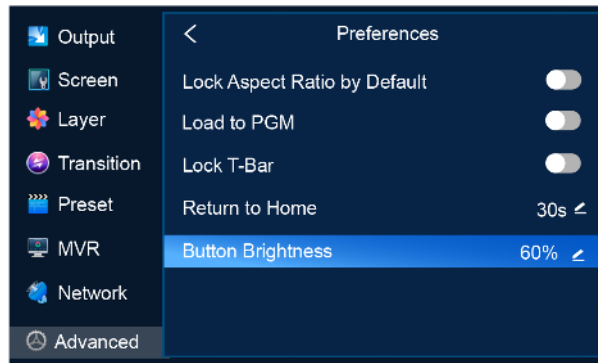 Output
Screen
Layer
Transition
Preset
MVR
Network
Advanced
Preferences
Lock Aspect Ratio by Default
Load to PGM
Lock T-Bar
Return to Home 30s
Button Brightness 60%